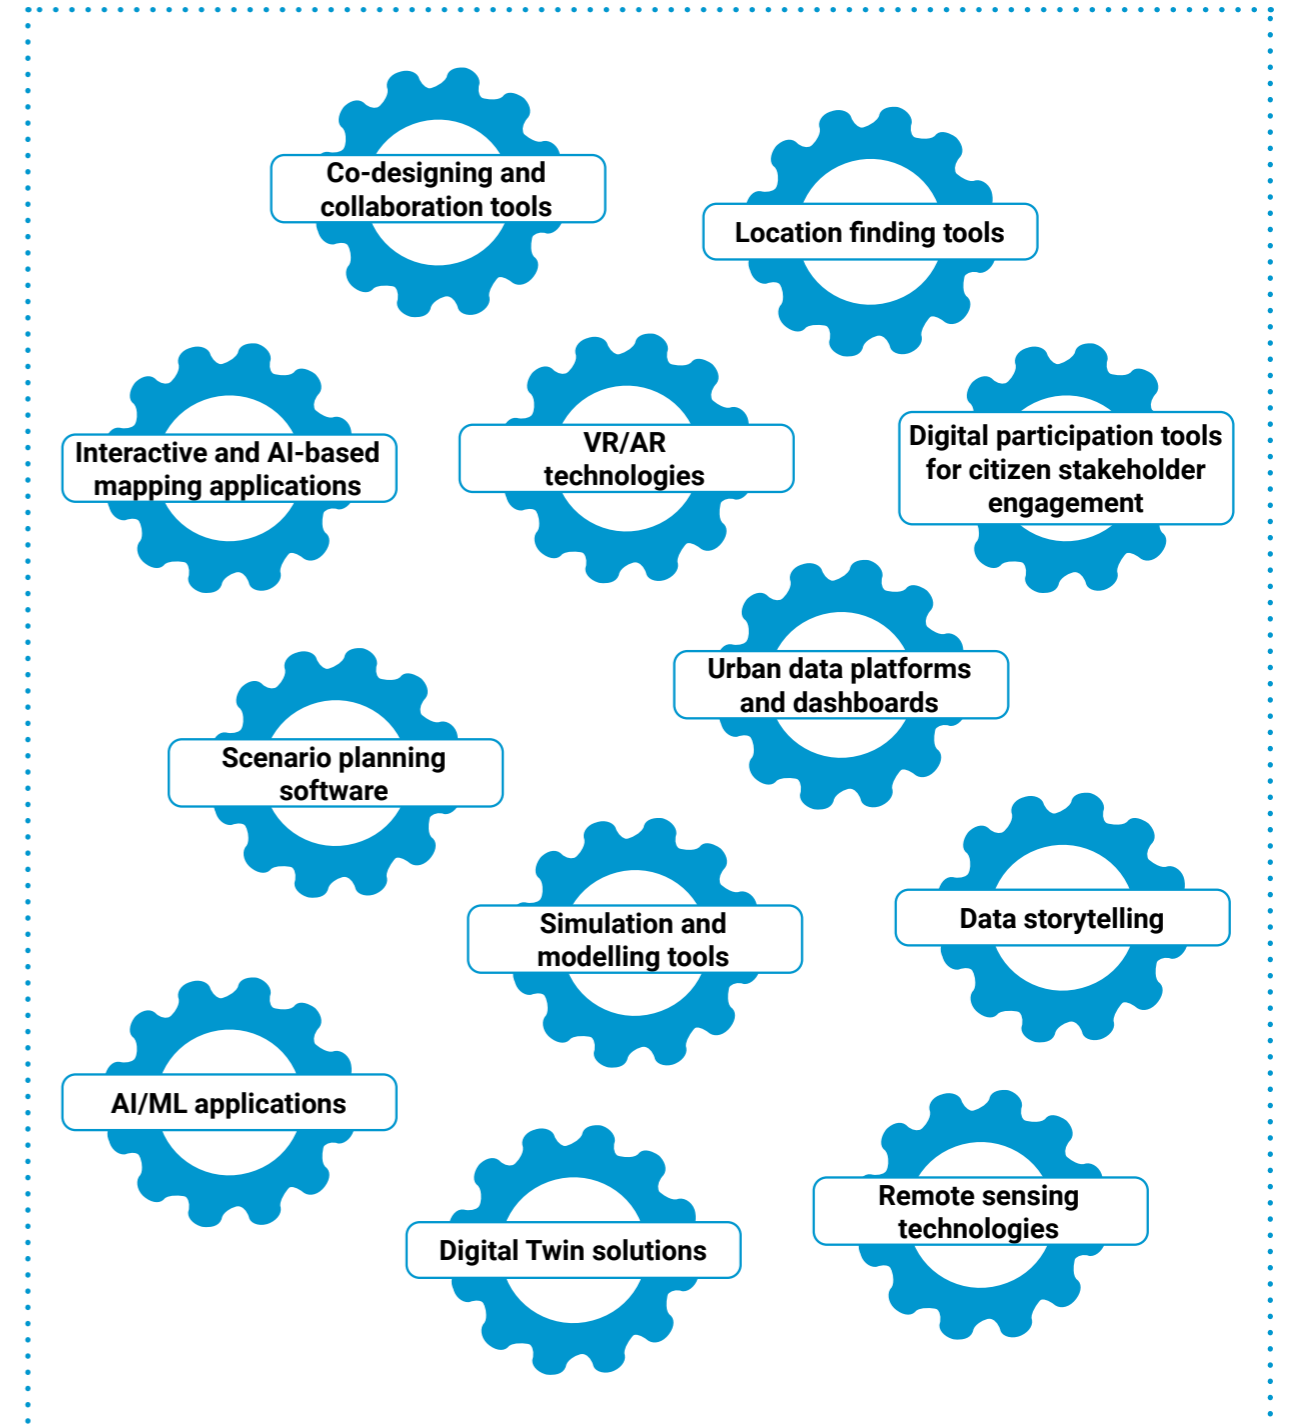 Co-designing and
collaboration tools
Location finding tools
Interactive and AI-based
mapping applications
VR/AR
technologies
Digital participation tools
for citizen stakeholder
engagement
Urban data platforms
and dashboards
Scenario planning
software
Simulation and
modelling tools
Data storytelling
AI/ML applications
Remote sensing
technologies
Digital Twin solutions